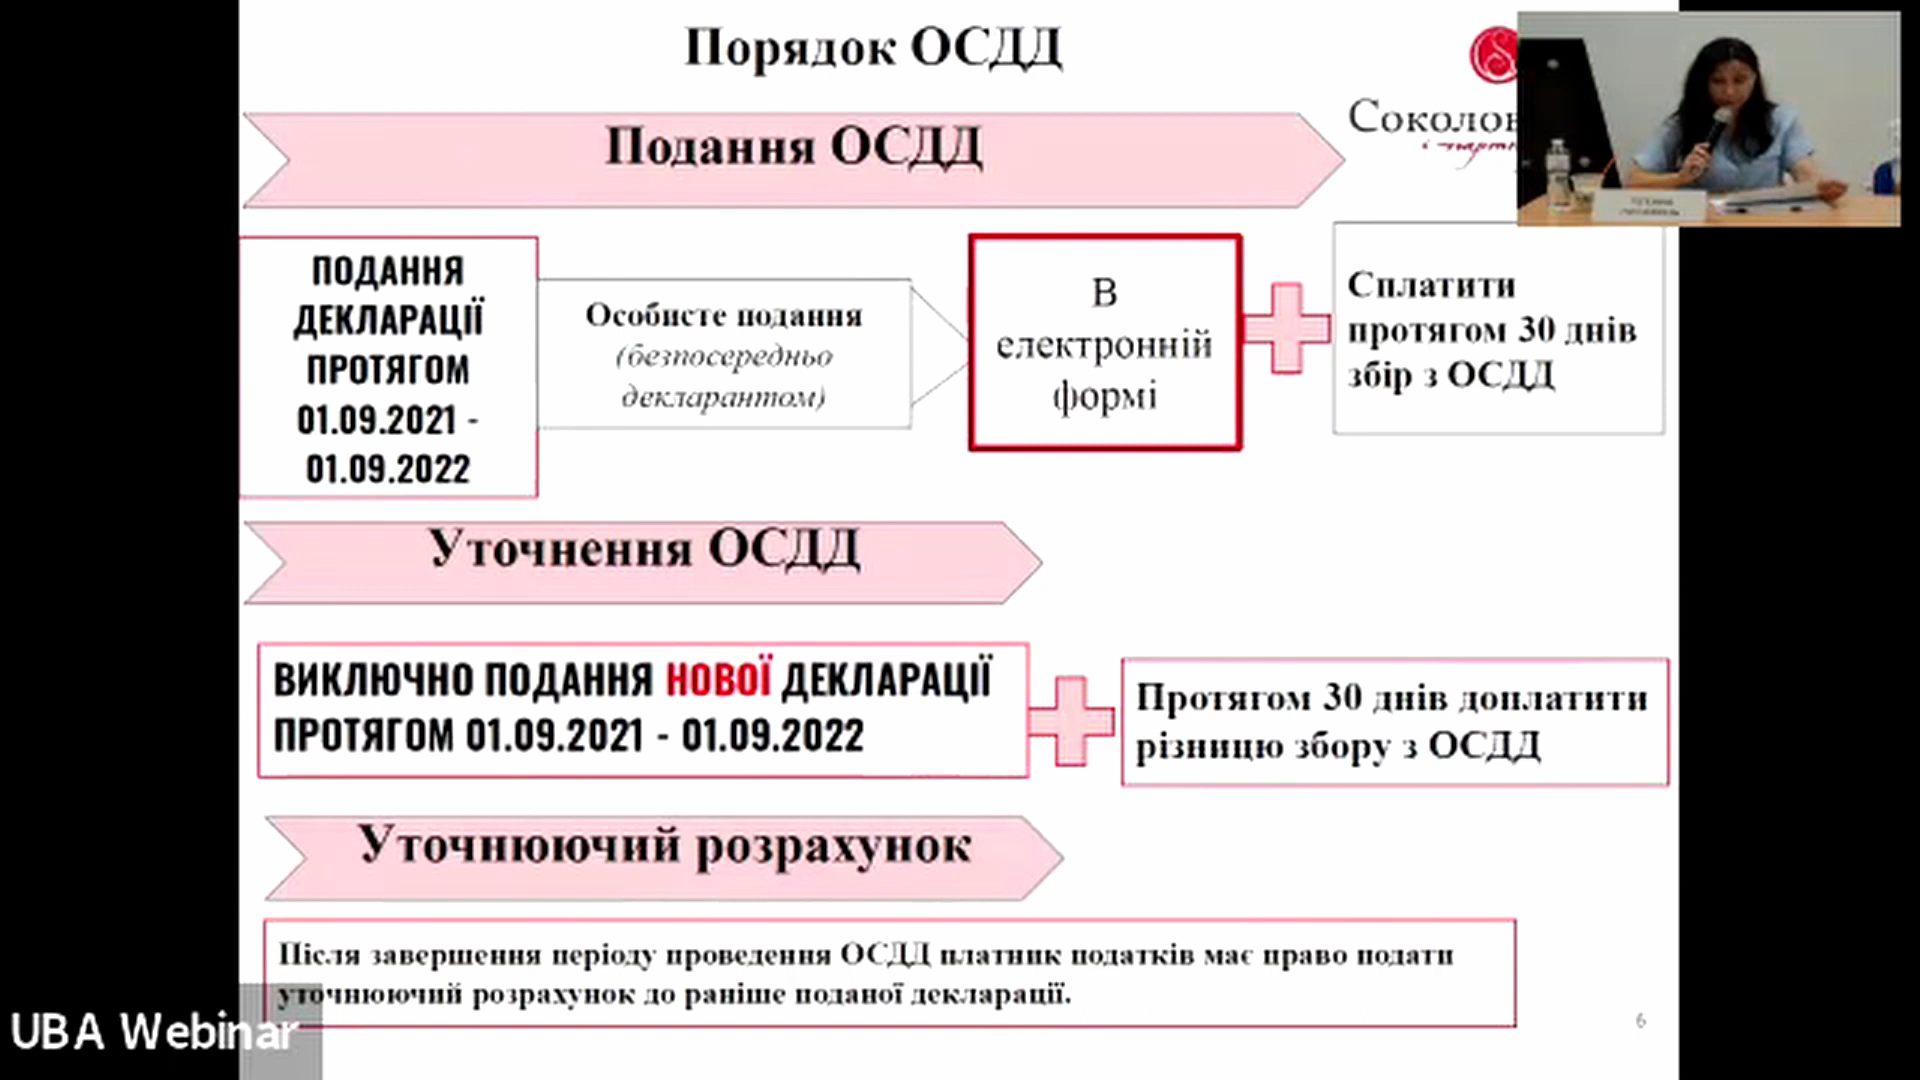 Порядок ОСДД
Подання ОСДД
ПОДАННЯ
ДЕКЛАРАЦІЇ
ПРОТЯГОМ
01.09.2021 -
01.09.2022
Особисте подання
(безпосередньо
декларантом)
В
електронній
формі
Сплатити
протягом 30 днів
збір з ОСДД
Уточнення ОСДД
ВИКЛЮЧНО ПОДАННЯ НОВОЇ ДЕКЛАРАЦІЇ
ПРОТЯГОМ 01.09.2021 - 01.09.2022
Протягом 30 днів доплатити
різницю збору з ОСДД
Уточнюючий розрахунок
Після завершення періоду проведення ОСДД платник податків має право подати
уточнюючий розрахунок до раніше поданої декларації.
UBA Webinar
6